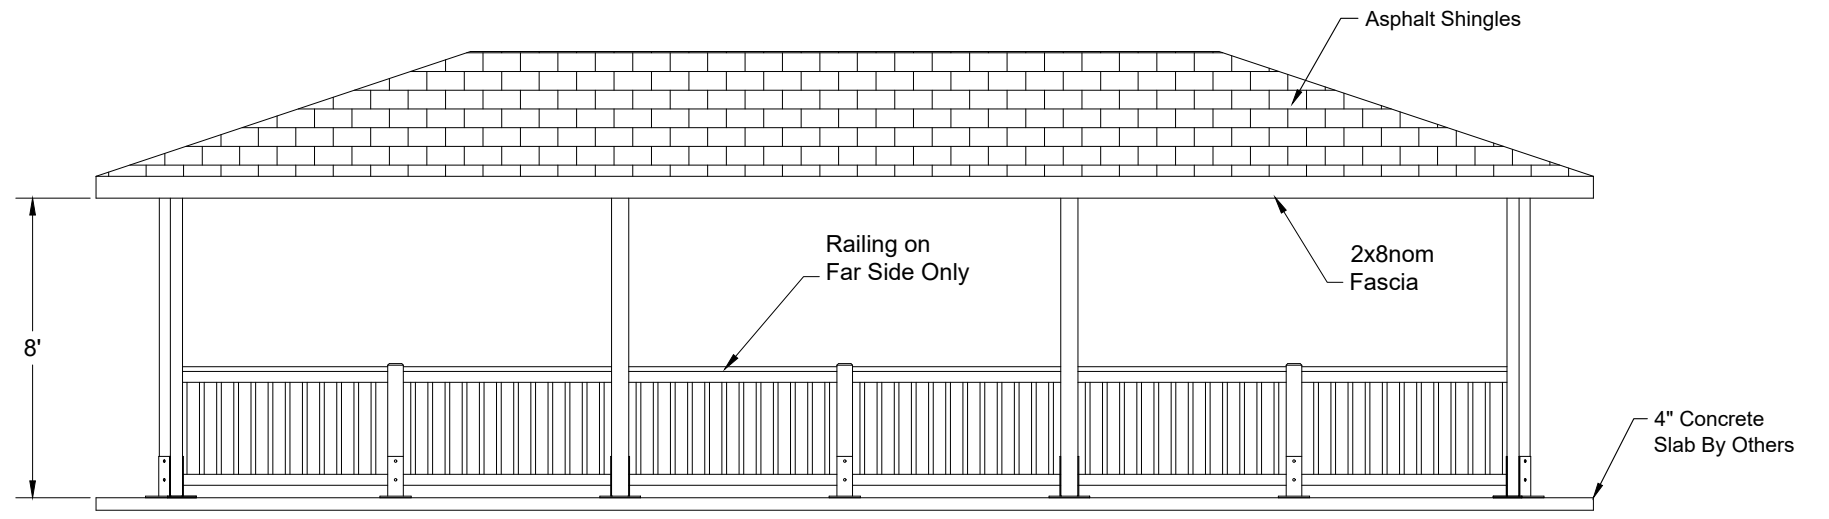 Asphalt Shingles
Railing on
Far Side Only
2x8nom
Fascia
8'
4" Concrete
Slab By Others